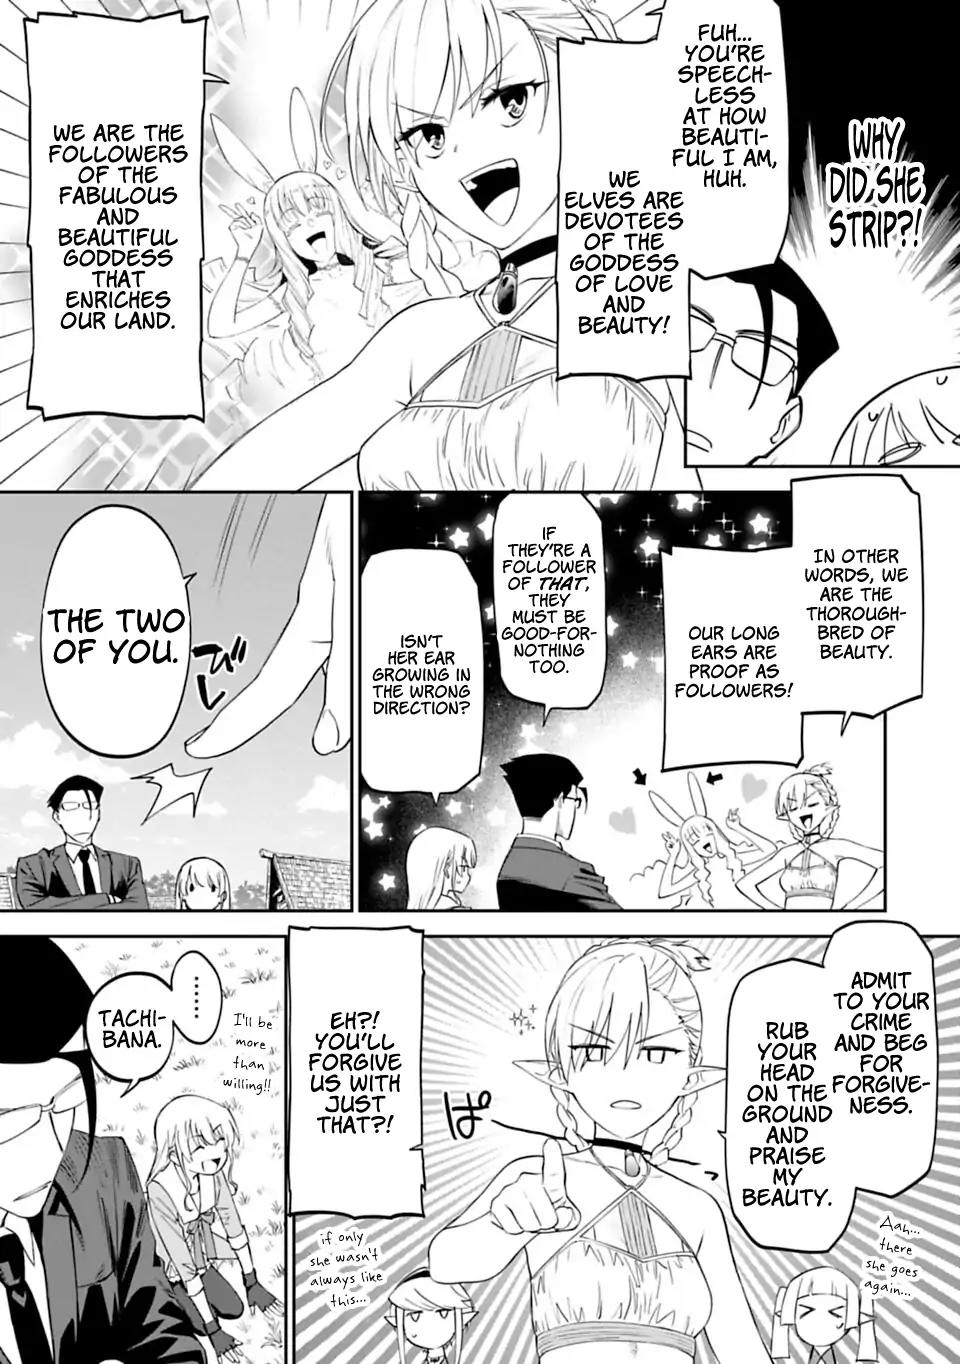 WHY
DID SHE
STRIP?!
FUH...
YOU'RE
SPEECH-
LESS
AT HOW
BEAUTI-
FUL I AM,
HUH.
WE
ELVES ARE
DEVOTEES
OF THE
GODDESS
OF LOVE
AND
BEAUTY!
WE ARE THE
FOLLOWERS
OF THE
FABULOUS
AND
BEAUTIFUL
GODDESS
THAT
ENRICHES
OUR LAND.
IN OTHER
WORDS, WE
ARE THE
THOROUGH-
BRED OF
BEAUTY.
OUR LONG
EARS ARE
PROOF AS
FOLLOWERS!
IF
THEY'RE A
FOLLOWER
OF THAT,
THEY
MUST BE
GOOD-FOR-
NOTHING
TOO.
ISN'T
HER EAR
GROWING IN
THE WRONG
DIRECTION?
THE TWO
OF YOU.
びし
ADMIT
TO YOUR
CRIME
AND BEG
FOR
FORGIVE-
NESS.
RUB
YOUR
HEAD
ON THE
GROUND
AND
PRAISE
MY
BEAUTY.
Aah...
there
she goes
again...
ぱ
if only
she wasn't
always like
this...
EH?!
YOU'LL
FORGIVE
US WITH
JUST
THAT?!
I'll be
more
than
willing!!
......
TACHI-
BANA.